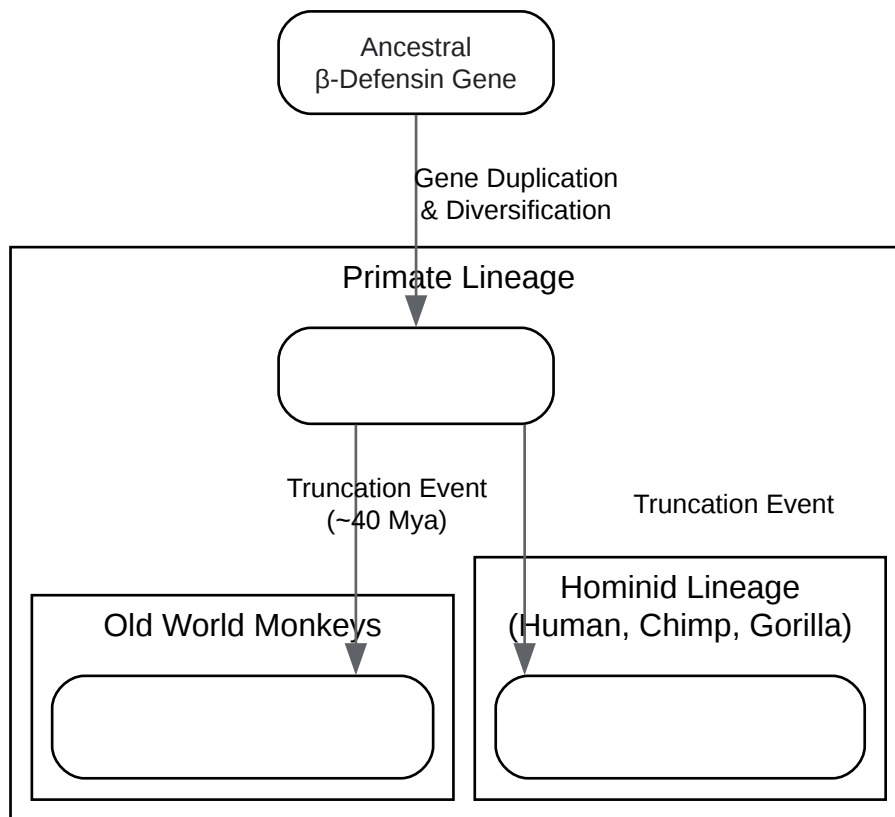 Ancestral
β-Defensin Gene
Gene Duplication
& Diversification
Primate Lineage
Truncation Event
(~40 Mya)
Truncation Event
Old World Monkeys
Hominid Lineage
(Human, Chimp, Gorilla)